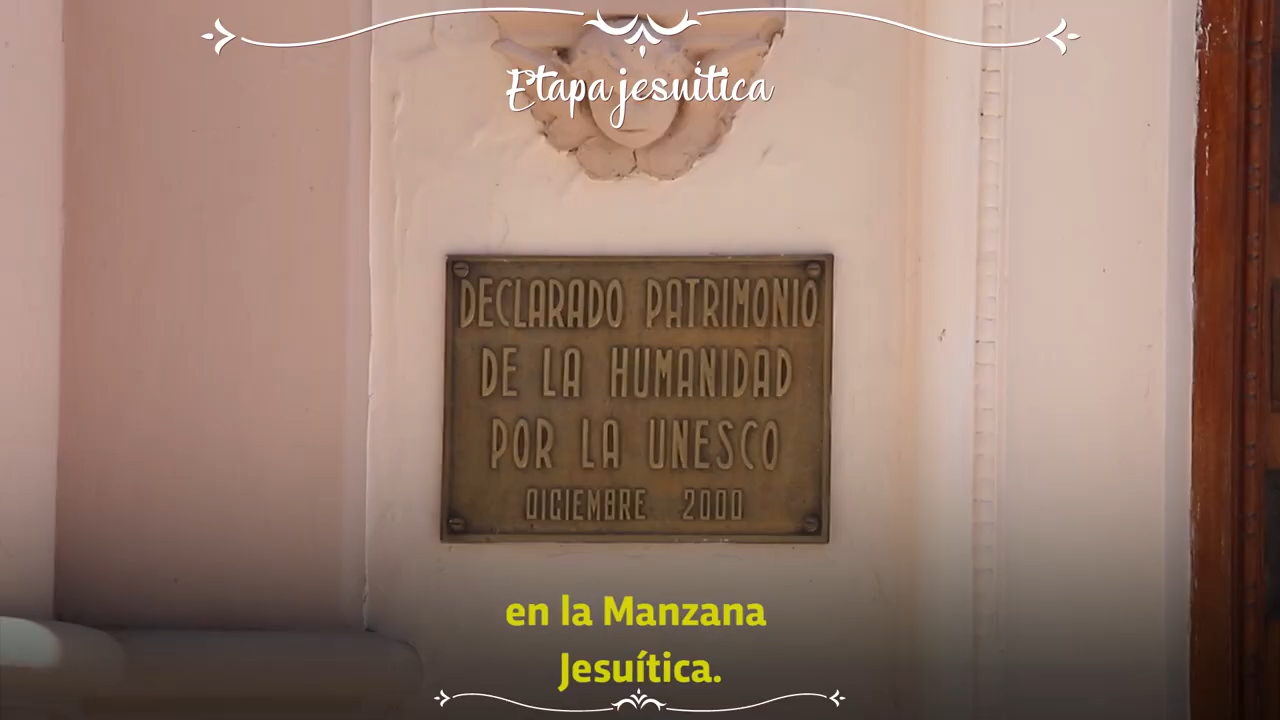 Etapa jesuítica
DECLARADO PATRIMONIO
DE LA HUMANIDAD
POR LA UNESCO
DICIEMBRE 2000
en la Manzana
Jesuítica.